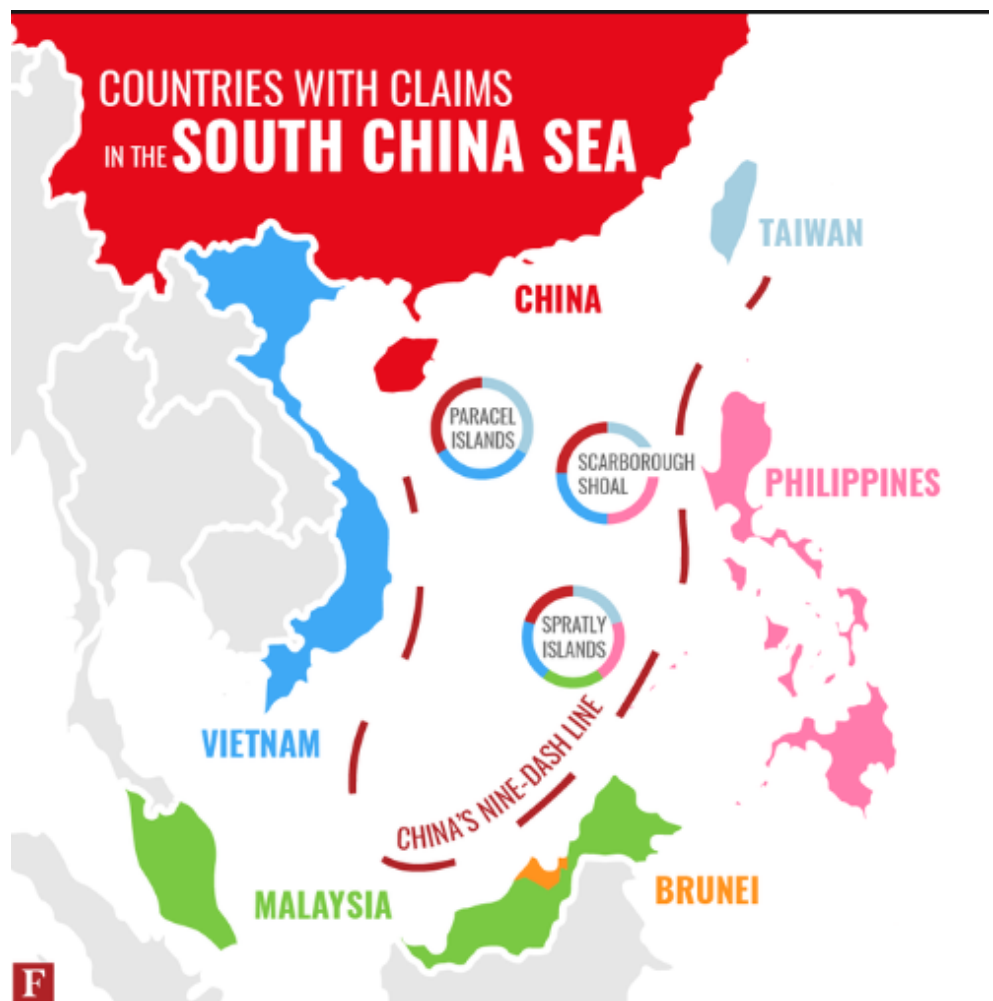 COUNTRIES WITH CLAIMS
IN THE SOUTH CHINA SEA
TAIWAN
CHINA
PARACEL
ISLANDS
SCARBOROUGH
SHOAL
PHILIPPINES
SPRATLY
ISLANDS
VIETNAM
CHINA'S NINE-DASH LINE
MALAYSIA
BRUNEI
F